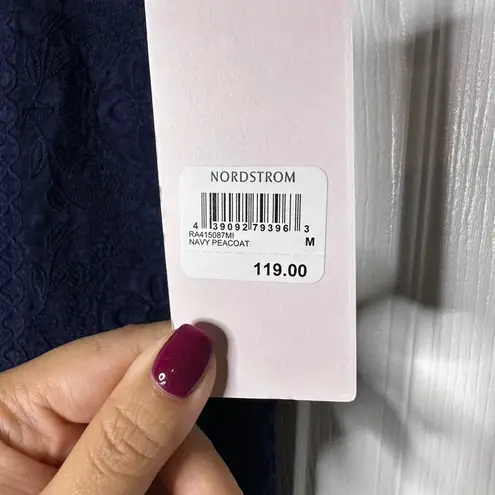 NORDSTROM
4 39092 79396 3
RA415087MI
NAVY PEACOAT M
119.00